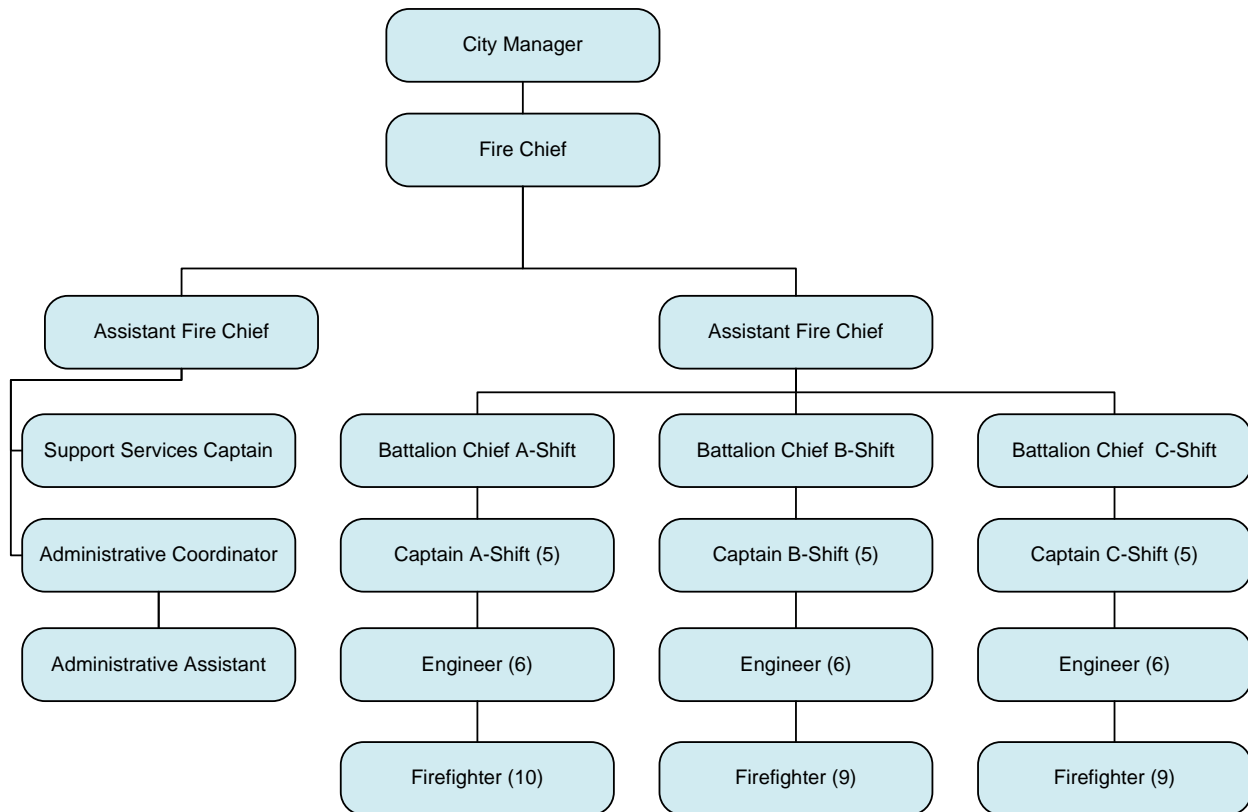 City Manager
Fire Chief
Assistant Fire Chief
Assistant Fire Chief
Support Services Captain
Battalion Chief A-Shift
Battalion Chief B-Shift
Battalion Chief  C-Shift
Administrative Coordinator
Captain A-Shift (5)
Captain B-Shift (5)
Captain C-Shift (5)
Administrative Assistant
Engineer (6)
Engineer (6)
Engineer (6)
Firefighter (10)
Firefighter (9)
Firefighter (9)